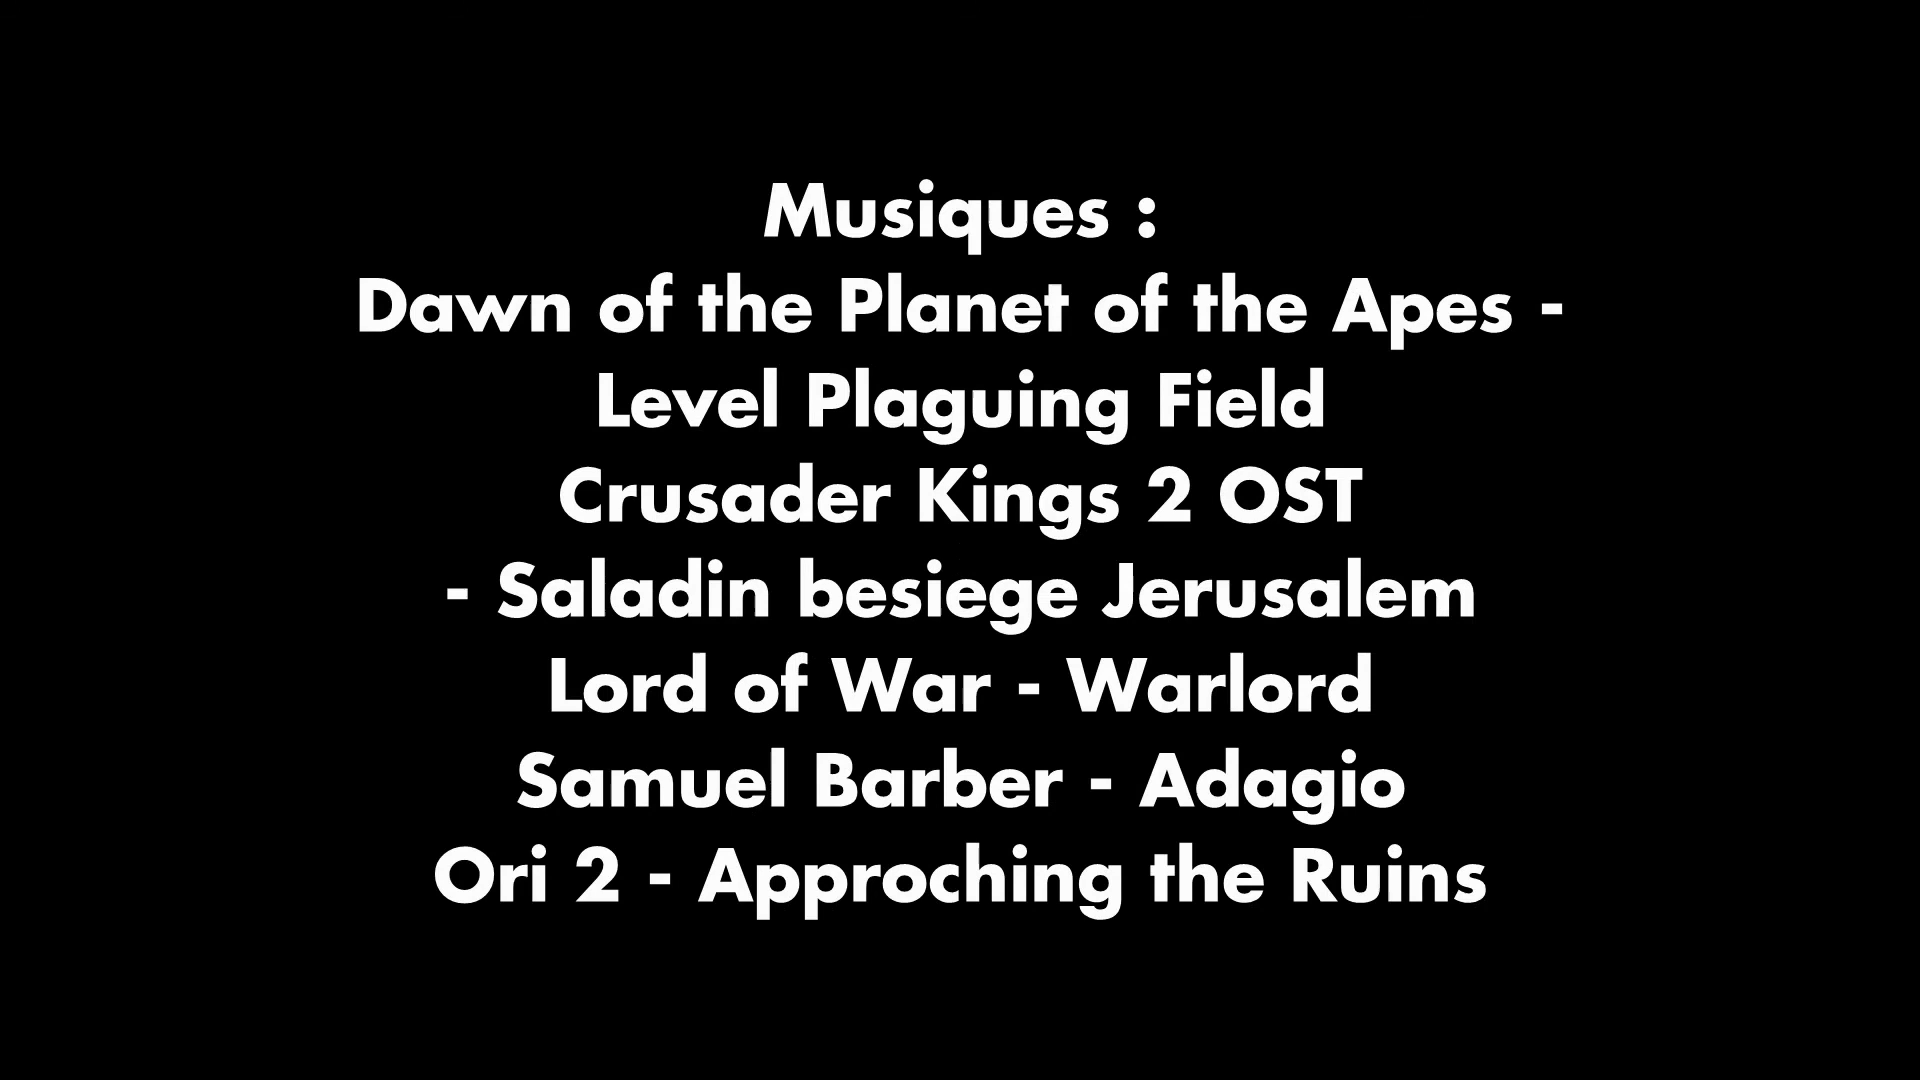 Musiques :
Dawn of the Planet of the Apes -
Level Plaguing Field
Crusader Kings 2 OST
- Saladin besiege Jerusalem
Lord of War - Warlord
Samuel Barber - Adagio
Ori 2 - Approching the Ruins